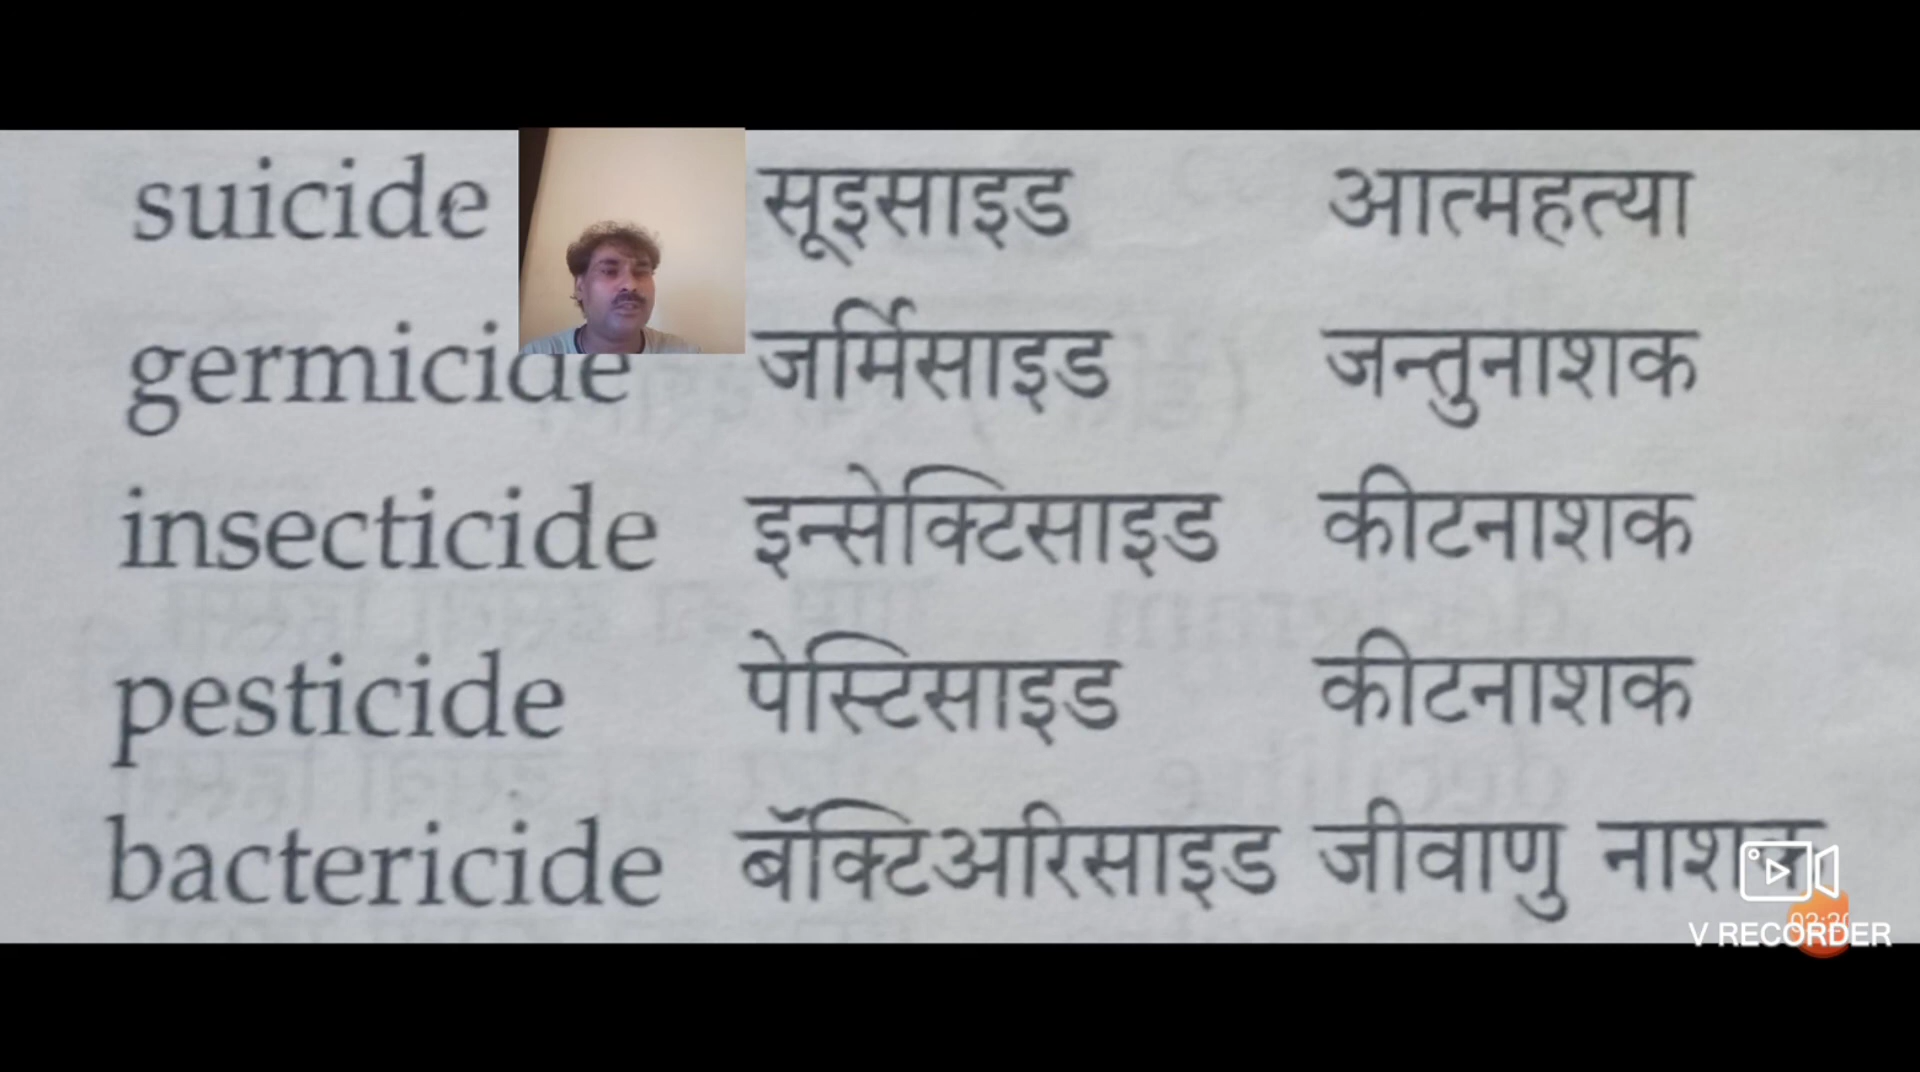 suicide सूइसाइड आत्महत्या
germicide जर्मिसाइड जन्तुनाशक
insecticide इन्सेक्टिसाइड कीटनाशक
pesticide पेस्टिसाइड कीटनाशक
bactericide बॅक्टिअरिसाइड जीवाणु नाशक
V RECORDER